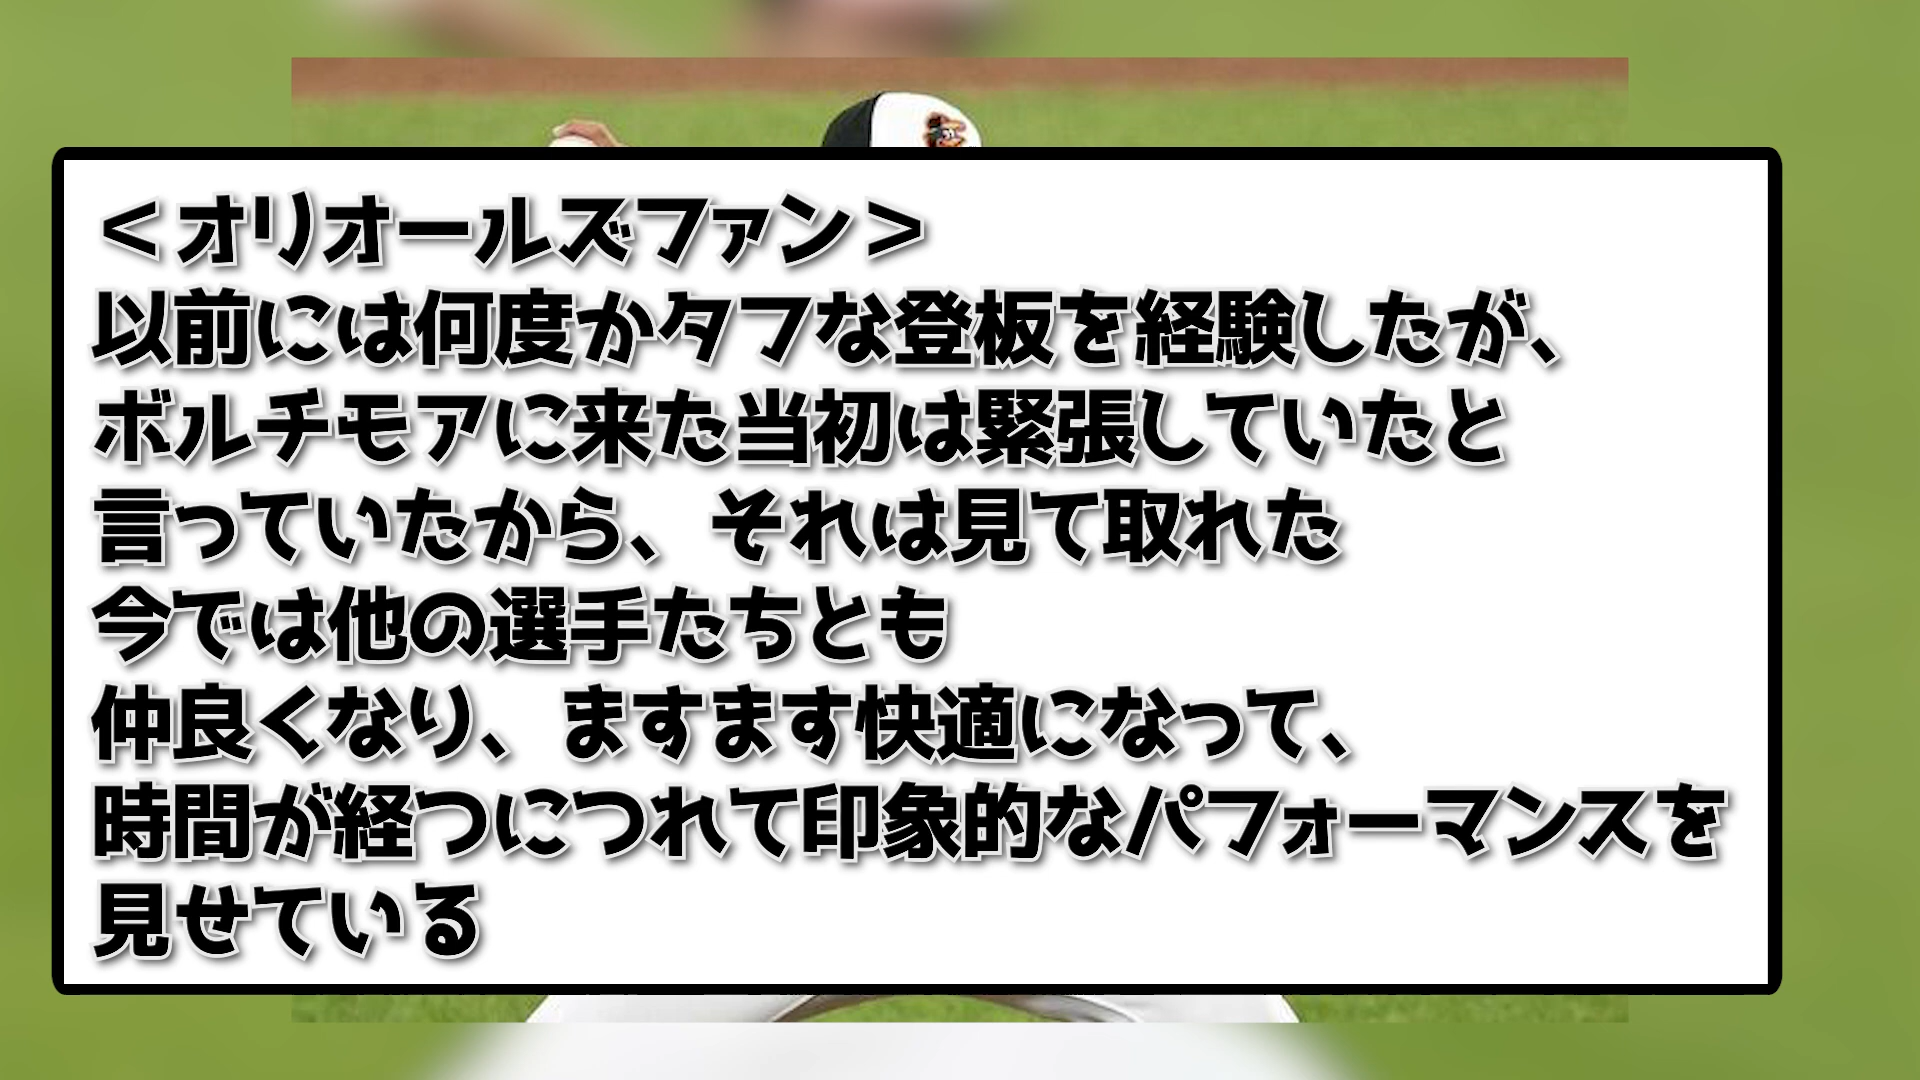 ＜オリオールズファン＞
以前には何度かタフな登板を経験したが、
ボルチモアに来た当初は緊張していたと
言っていたから、それは見て取れた
今では他の選手たちとも
仲良くなり、ますます快適になって、
時間が経つにつれて印象的なパフォーマンスを
見せている